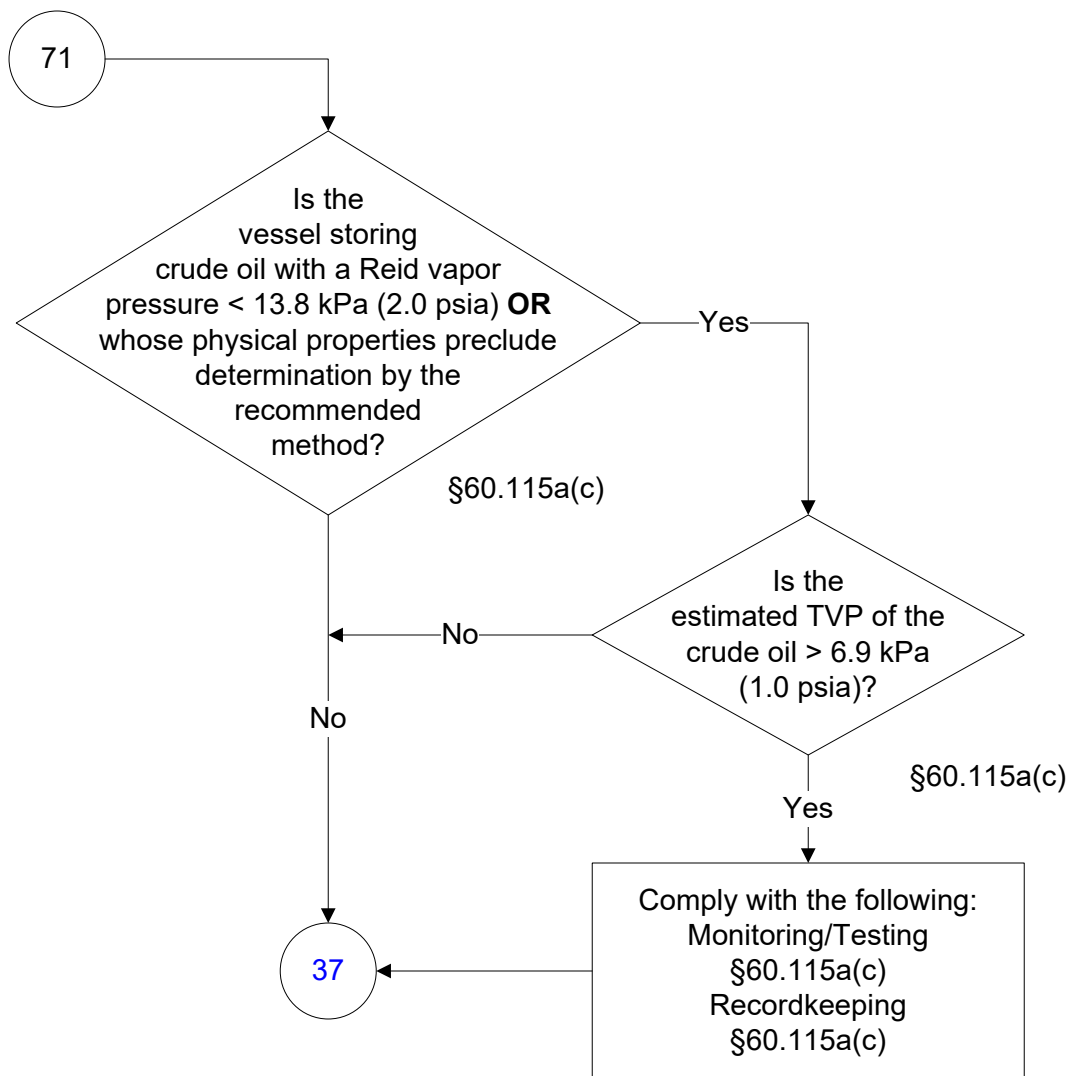 71
Is the
vessel storing
crude oil with a Reid vapor
pressure < 13.8 kPa (2.0 psia) OR
whose physical properties preclude
determination by the
recommended
method?
Yes
§60.115a(c)
Is the
estimated TVP of the
crude oil > 6.9 kPa
(1.0 psia)?
No
No
§60.115a(c)
Yes
Comply with the following:
Monitoring/Testing
§60.115a(c)
Recordkeeping
§60.115a(c)
37